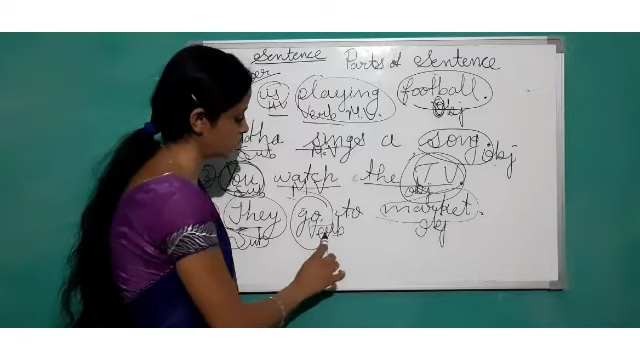 Sentence Parts of Sentence
is playing football.
H.V Verb M.V. Obj
sings a song.
Sub M.V obj
You watch the T.V.
Sub M.V obj
They go to market.
Sub Verb obj